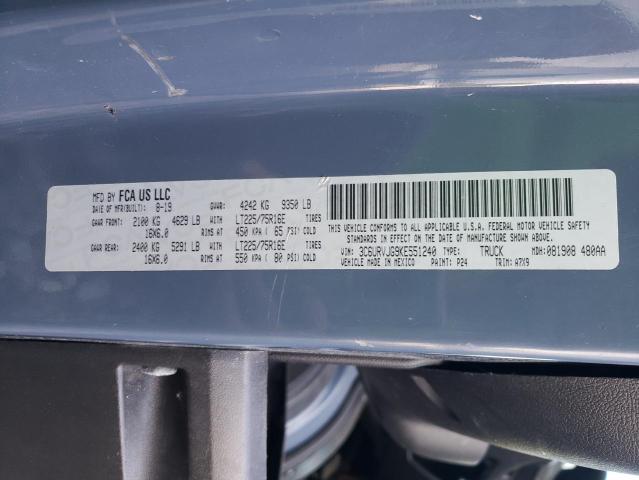 MFD BY FCA US LLC
DATE OF MFR(BUILT): 8-19 GVWR: 4242 KG 9350 LB
GAWR FRONT: 2100 KG 4629 LB WITH LT225/75R16E TIRES
16X6.0 RIMS AT 450 KPA ( 65 PSI) COLD
GAWR REAR: 2400 KG 5291 LB WITH LT225/75R16E TIRES
16X6.0 RIMS AT 550 KPA ( 80 PSI) COLD
THIS VEHICLE CONFORMS TO ALL APPLICABLE U.S.A. FEDERAL MOTOR VEHICLE SAFETY
STANDARDS IN EFFECT ON THE DATE OF MANUFACTURE SHOWN ABOVE.
VIN: 3C6URVJG9KE551240 TYPE: TRUCK MDH: 081908 480AA
MADE IN MEXICO PAINT: P24 TRIM: A7X9